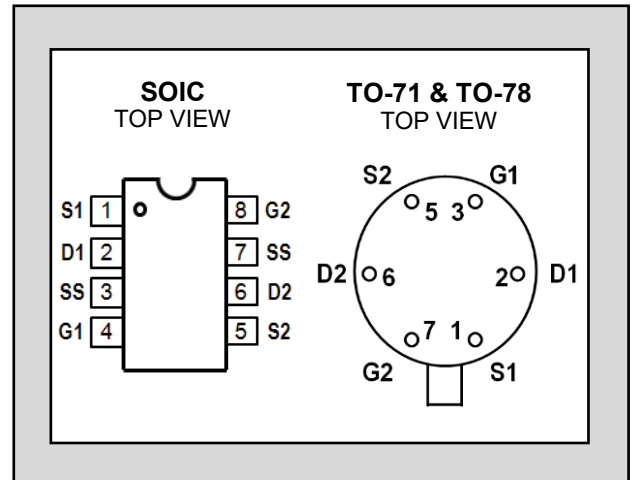 SOIC
TOP VIEW
S1 1 8 G2
D1 2 7 SS
SS 3 6 D2
G1 4 5 S2
TO-71 & TO-78
TOP VIEW
S2 G1
5 3
D2 6 2 D1
7 1
G2 S1